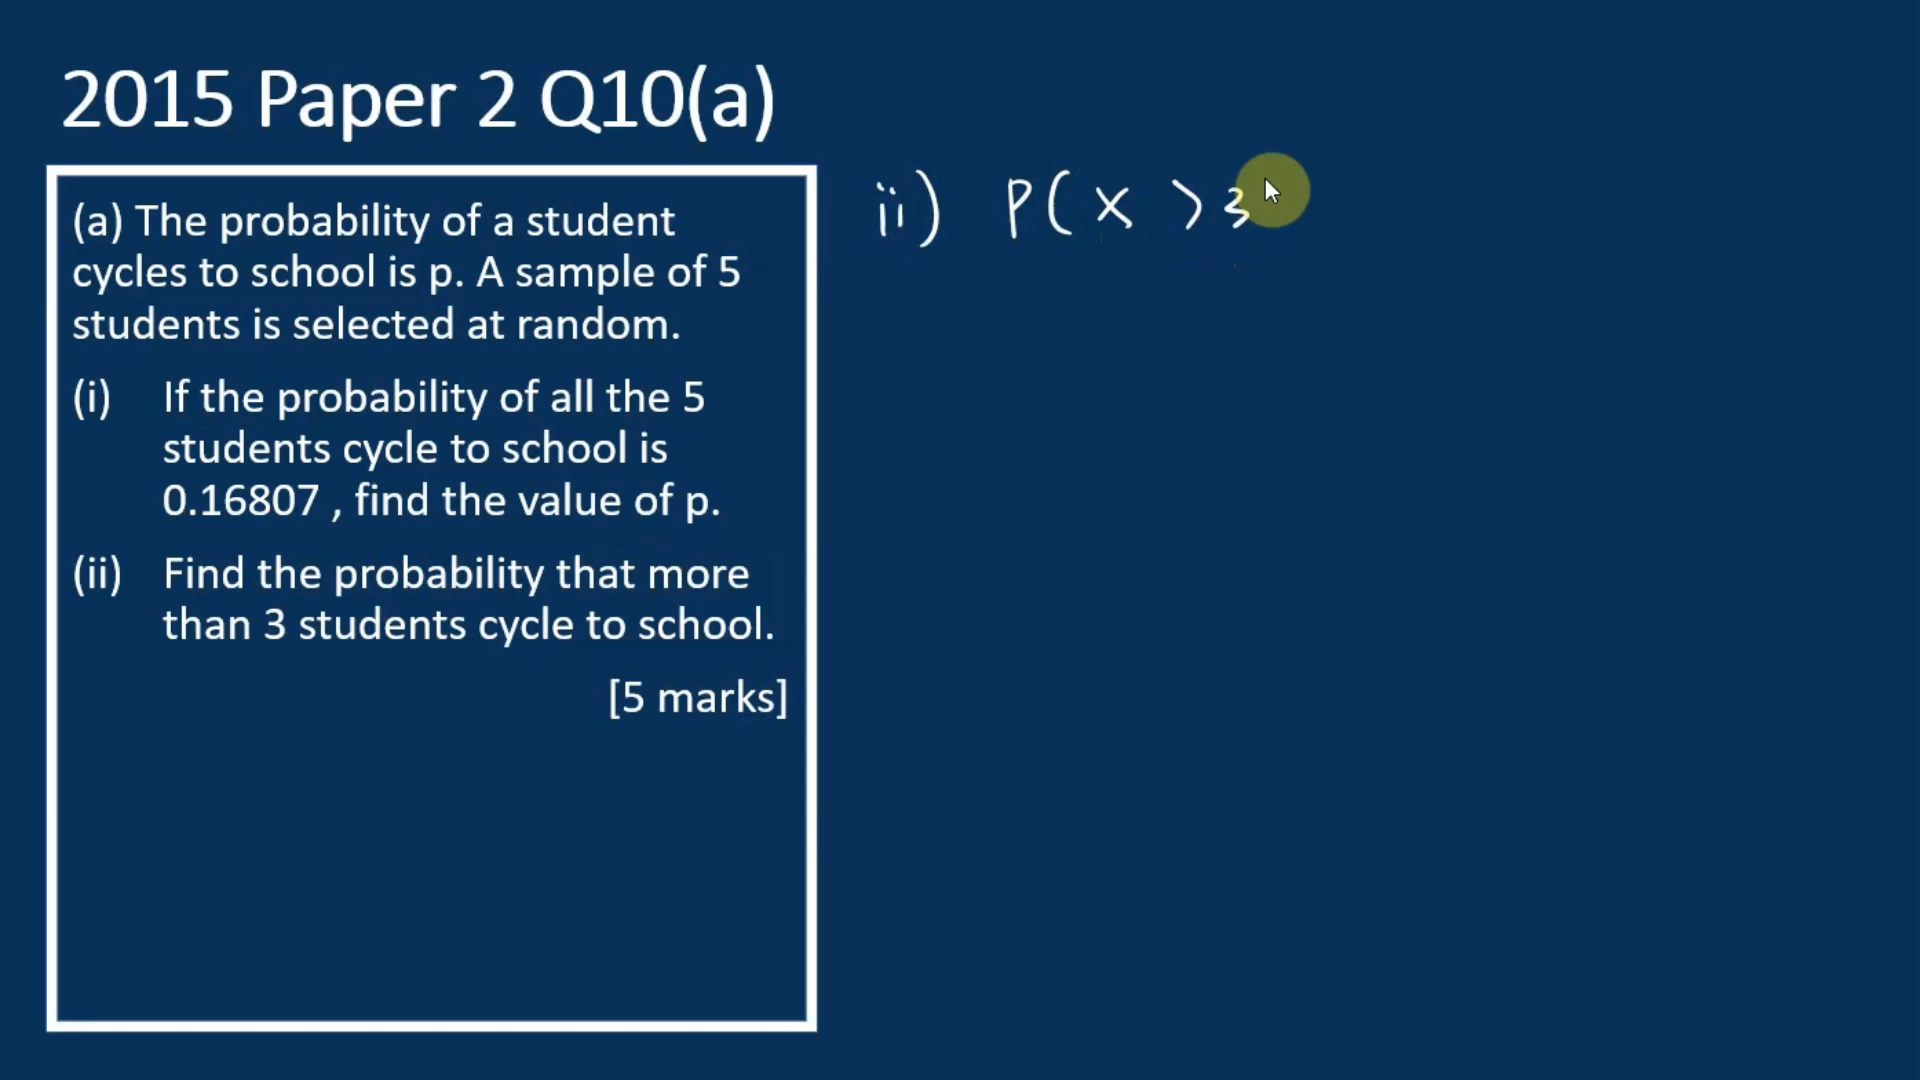 2015 Paper 2 Q10(a)
(a) The probability of a student
cycles to school is p. A sample of 5
students is selected at random.
(i) If the probability of all the 5
students cycle to school is
0.16807 , find the value of p.
(ii) Find the probability that more
than 3 students cycle to school.
[5 marks]
ii) P( X > 3